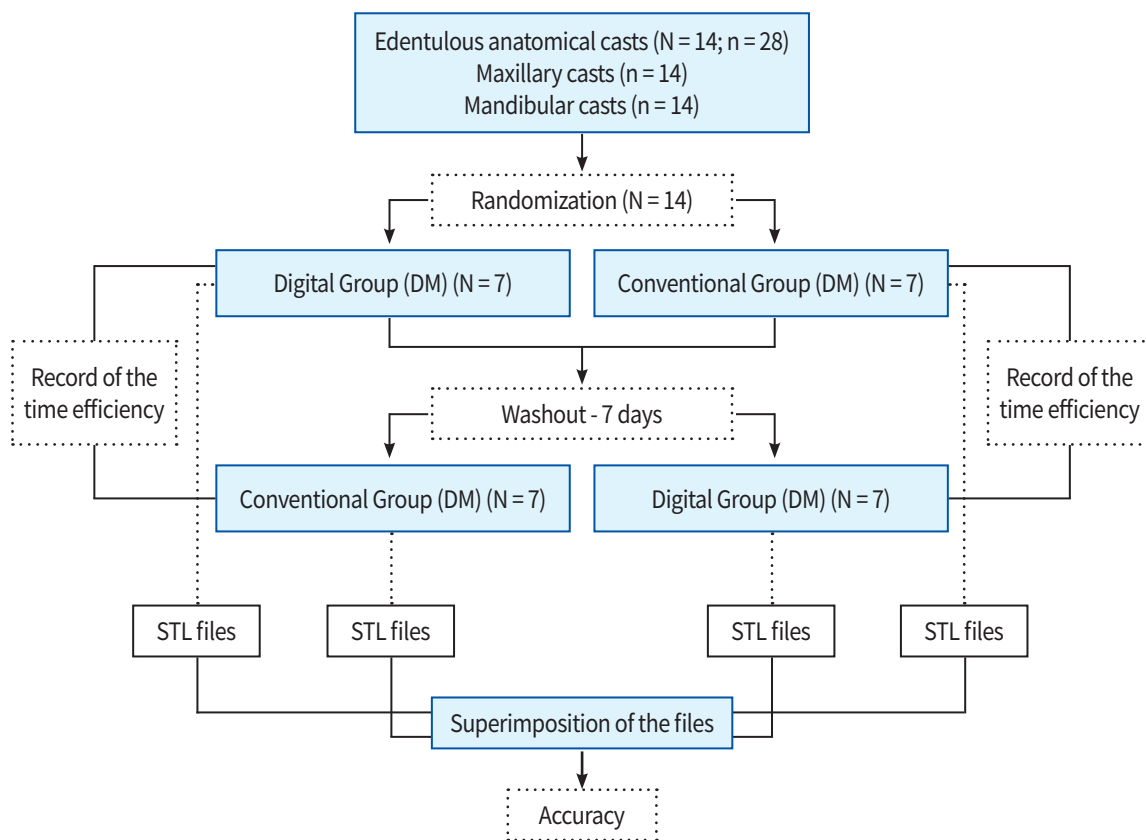 Edentulous anatomical casts (N = 14; n = 28)
Maxillary casts (n = 14)
Mandibular casts (n = 14)
Randomization (N = 14)
Digital Group (DM) (N = 7)
Conventional Group (DM) (N = 7)
Record of the
time efficiency
Record of the
time efficiency
Washout - 7 days
Conventional Group (DM) (N = 7)
Digital Group (DM) (N = 7)
STL files
STL files
STL files
STL files
Superimposition of the files
Accuracy